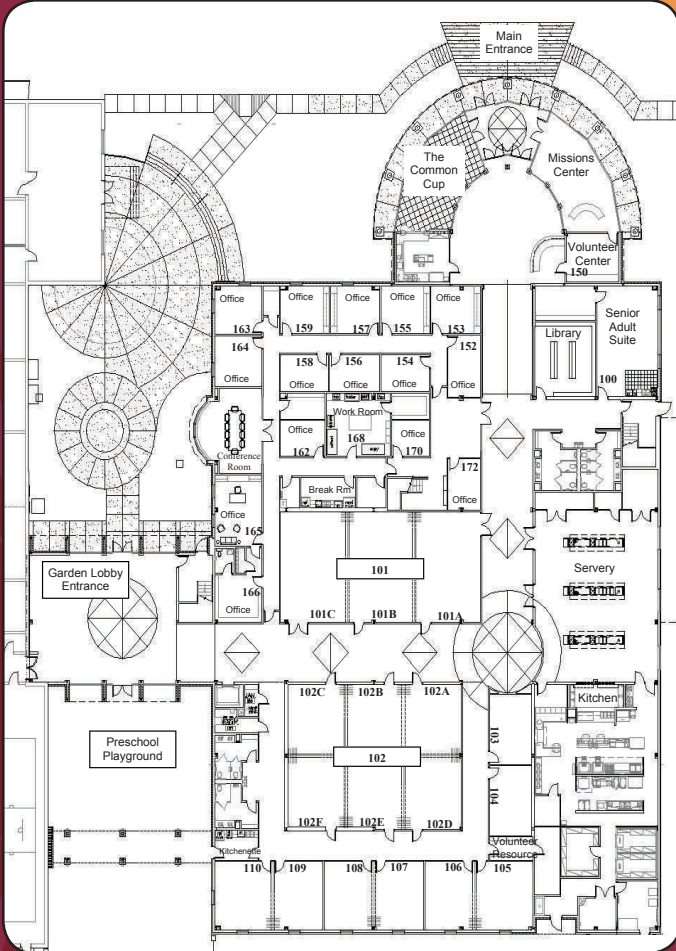 Main
Entrance
The
Common
Cup
Missions
Center
Volunteer
Center
150
Office
163
Office
159
Office
157
Office
155
Office
153
Library
Senior
Adult
Suite
100
164
Office
158
Office
156
Office
154
Office
152
Office
Work Room
168
Office
162
Office
170
Conference
Room
172
Office
Break Rm
Office
165
166
Office
101
101C
101B
101A
Servery
Garden Lobby
Entrance
102C
102B
102A
Kitchen
103
Preschool
Playground
102
104
102F
102E
102D
Kitchenette
Volunteer
Resource
110
109
108
107
106
105